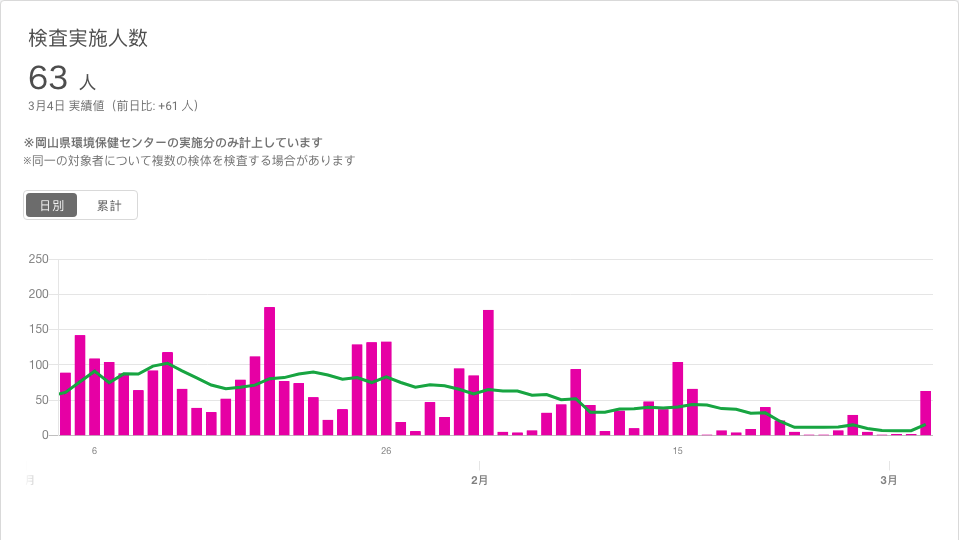 検査実施人数
63 人
3月4日 実績値（前日比: +61 人）
※岡山県環境保健センターの実施分のみ計上しています
※同一の対象者について複数の検体を検査する場合があります
日別 累計
250
200
150
100
50
0
6 26 15
月 2月 3月